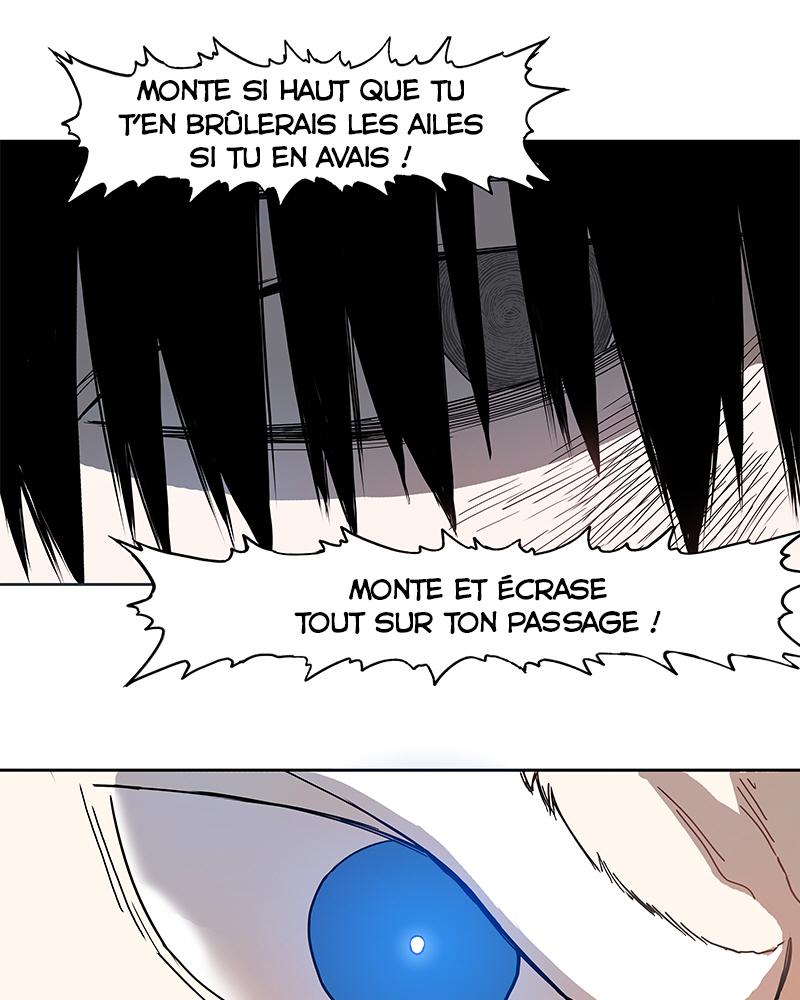 MONTE SI HAUT QUE TU
T'EN BRÛLERAIS LES AILES
SI TU EN AVAIS !
MONTE ET ÉCRASE
TOUT SUR TON PASSAGE !